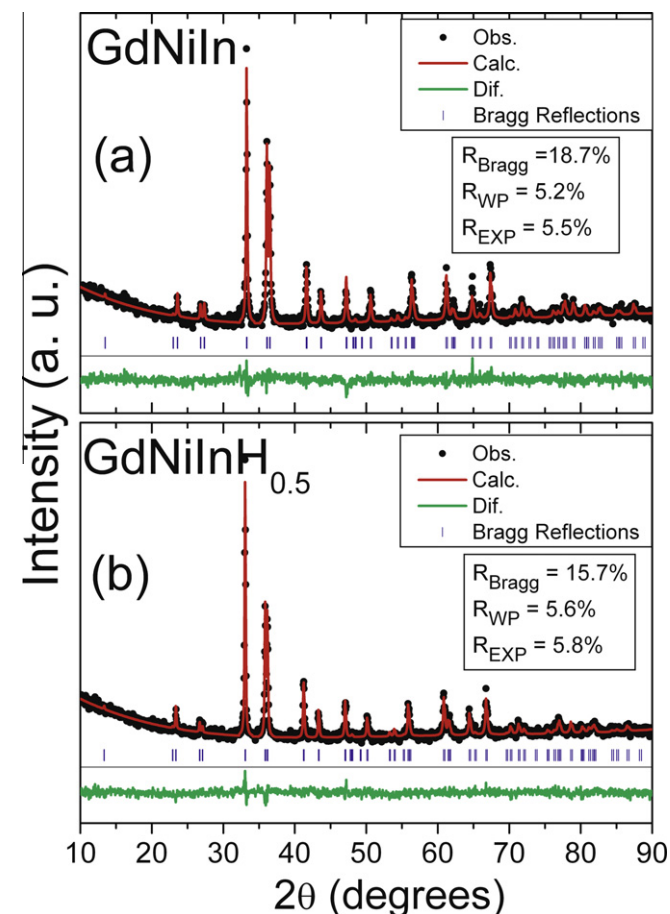 GdNiIn
(a)
Obs.
Calc.
Dif.
Bragg Reflections
R_Bragg =18.7%
R_WP = 5.2%
R_EXP = 5.5%
GdNiInH_0.5
(b)
Obs.
Calc.
Dif.
Bragg Reflections
R_Bragg = 15.7%
R_WP = 5.6%
R_EXP = 5.8%
Intensity (a. u.)
10 20 30 40 50 60 70 80 90
2θ (degrees)